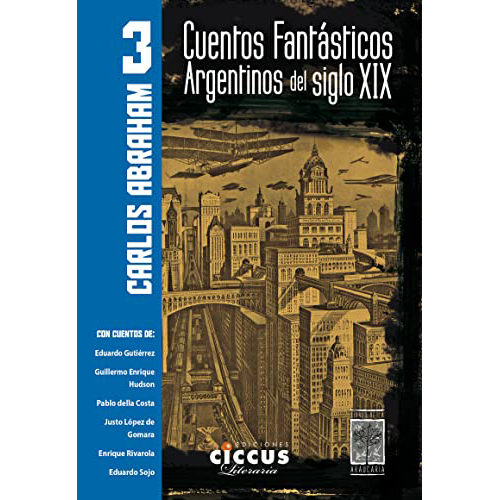 Cuentos Fantásticos
Argentinos del siglo XIX
CARLOS ABRAHAM 3
CON CUENTOS DE:
Eduardo Gutiérrez
Guillermo Enrique
Hudson
Pablo della Costa
Justo López de
Gomara
Enrique Rivarola
Eduardo Sojo
EDICIONES
CICCUS
Literaria
ARAUCARIA